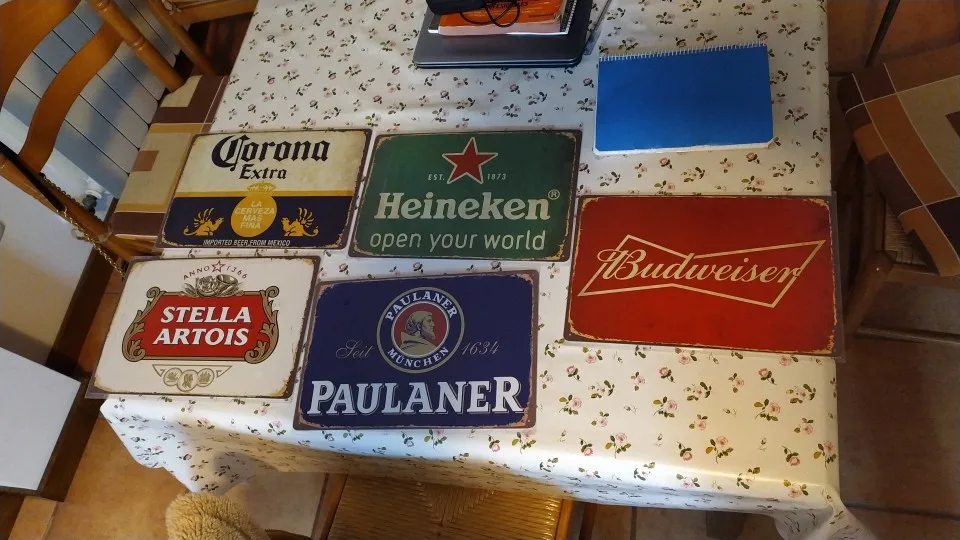 Corona
Extra
LA
CERVEZA
MAS
FINA
IMPORTED BEER FROM MEXICO
EST. 1873
Heineken®
open your world
Budweiser
ANNO 1366
STELLA
ARTOIS
PAULANER
MÜNCHEN
Seit 1634
PAULANER